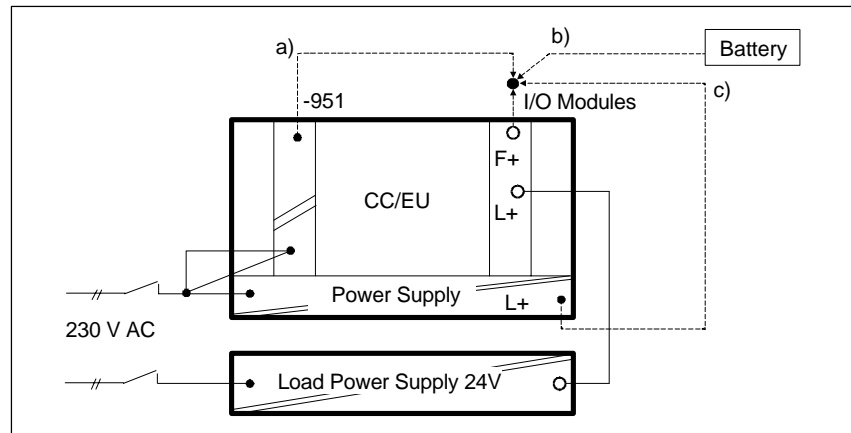 a)
b)
Battery
c)
-951
I/O Modules
F+
CC/EU
L+
Power Supply
L+
230 V AC
Load Power Supply 24V